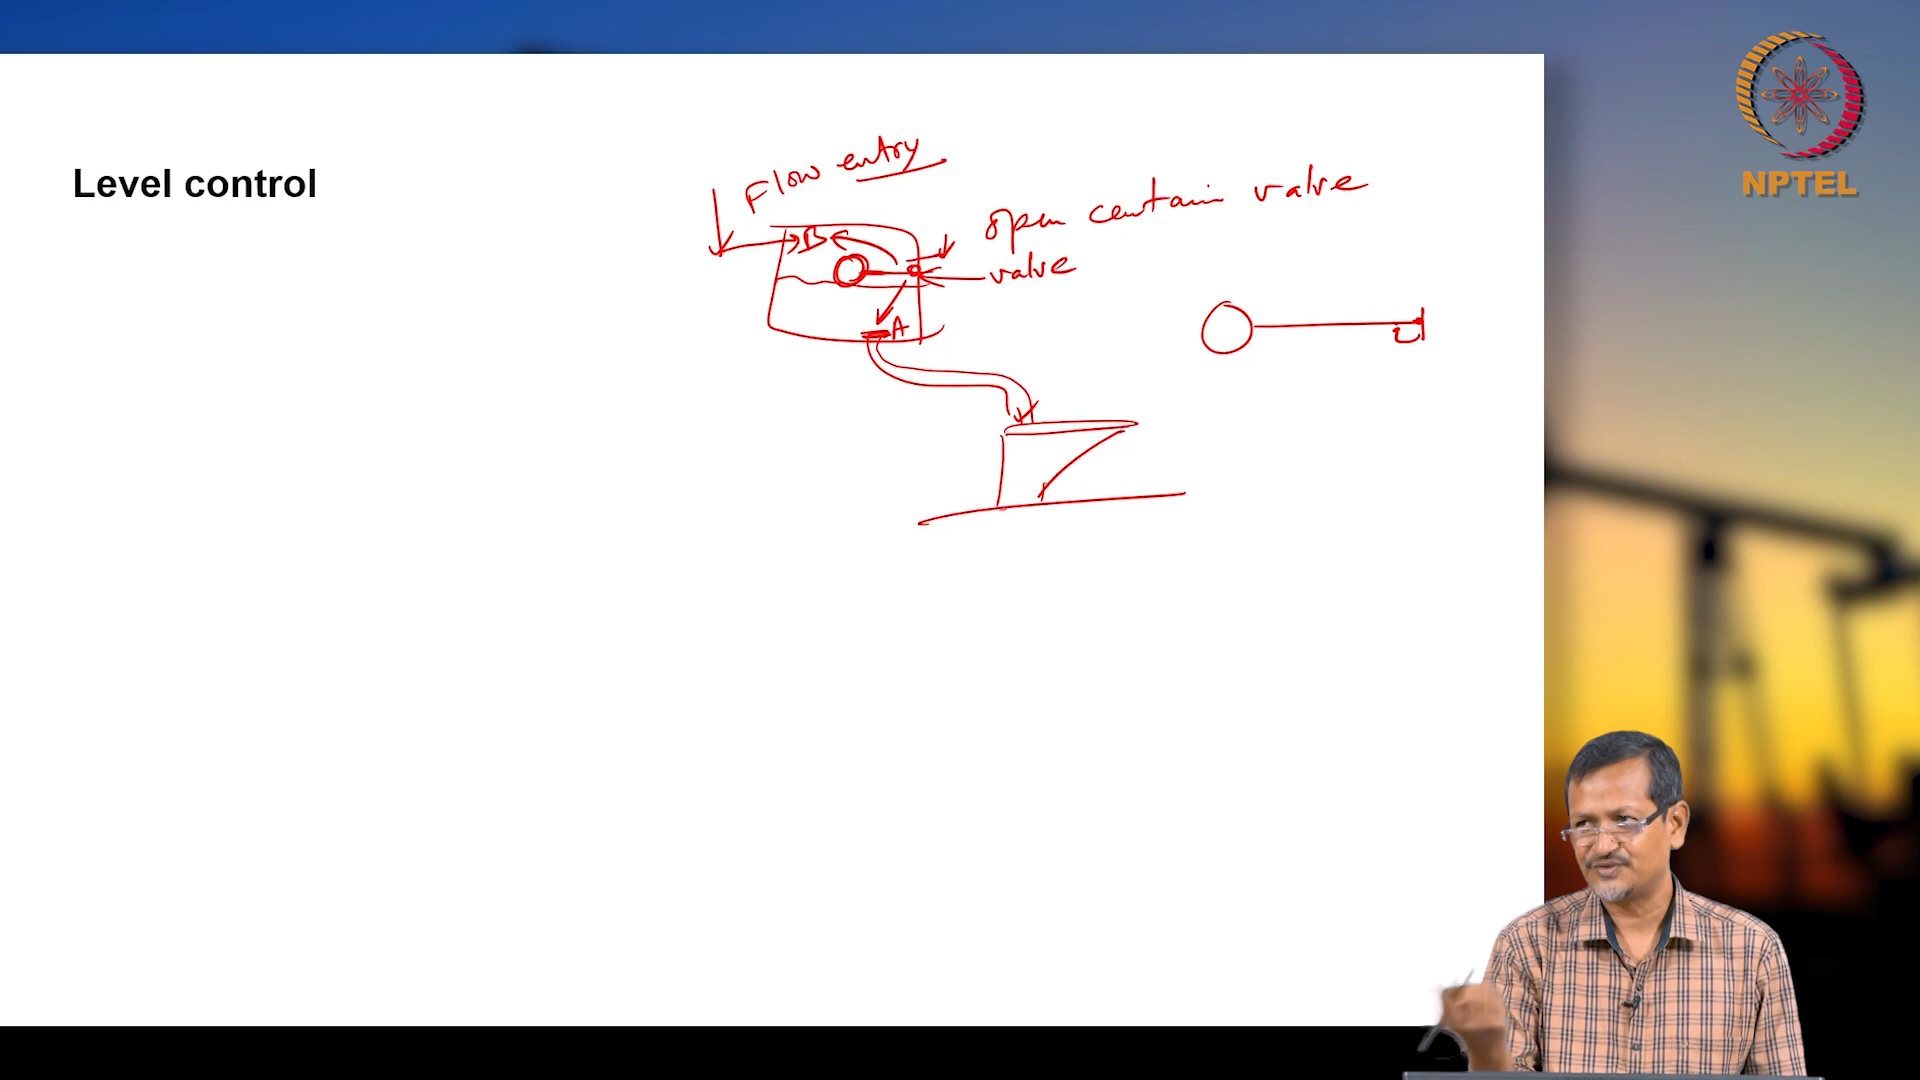 NPTEL
Level control
Flow entry
open certain valve
B
valve
A